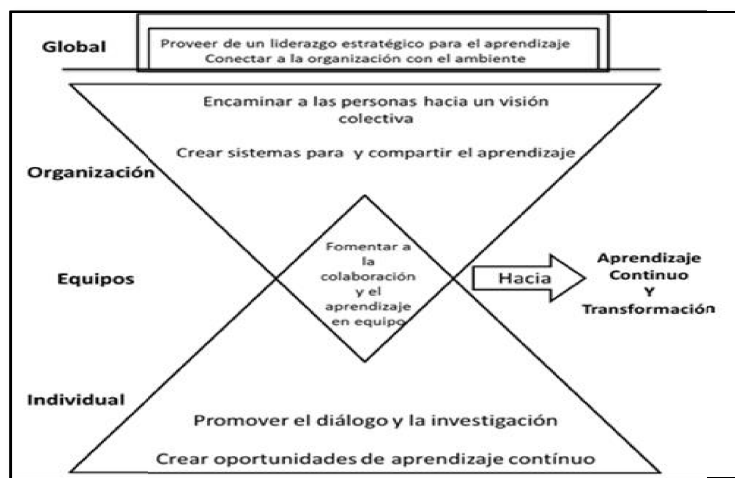 Global
Proveer de un liderazgo estratégico para el aprendizaje
Conectar a la organización con el ambiente
Encaminar a las personas hacia un visión
colectiva
Crear sistemas para y compartir el aprendizaje
Organización
Fomentar a
la
colaboración
y el
aprendizaje
en equipo
Equipos
Hacia
Aprendizaje
Continuo
Y
Transformación
Individual
Promover el diálogo y la investigación
Crear oportunidades de aprendizaje contínuo